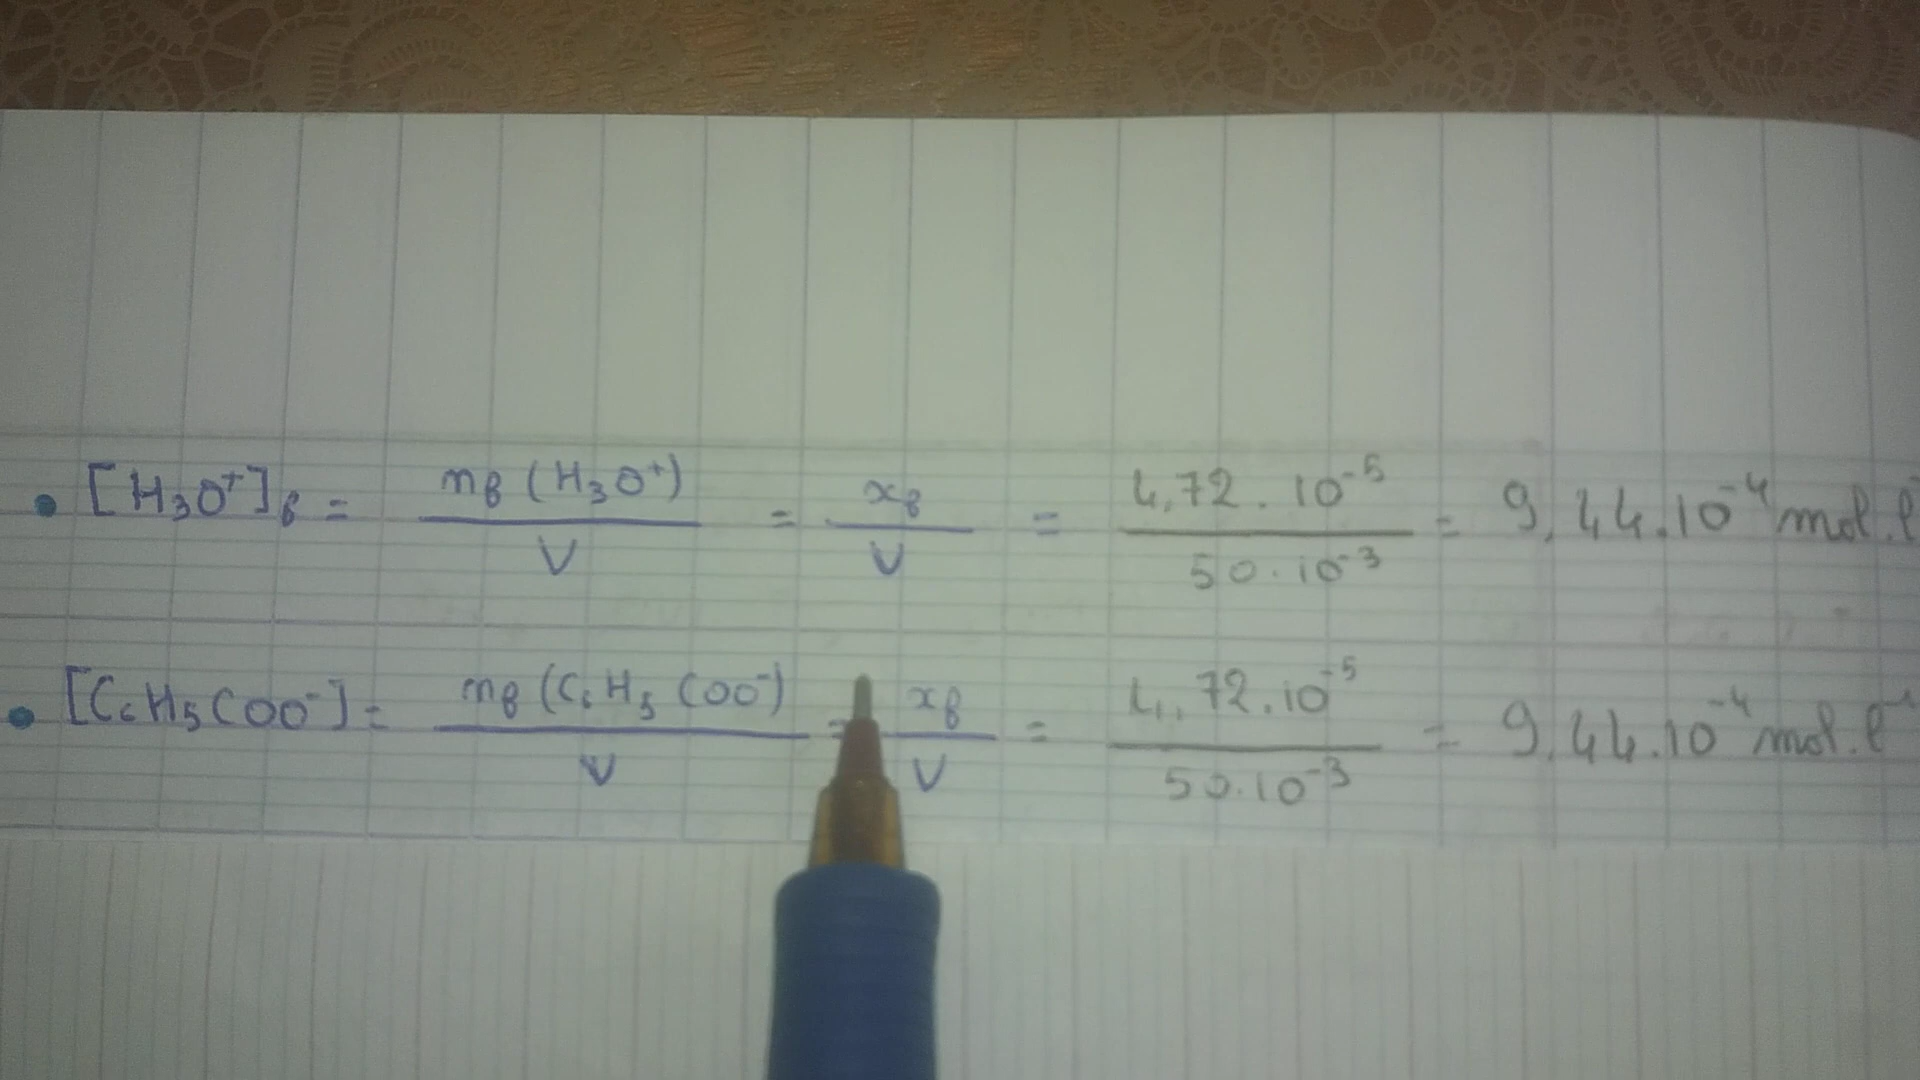 • [H₃O⁺]f = nf (H₃O⁺) / V = xf / V = 4,72 . 10⁻⁵ / 50 . 10⁻³ = 9,44 . 10⁻⁴ mol . l
• [C₆H₅COO⁻] = nf (C₆H₅COO⁻) / V = xf / V = 4,72 . 10⁻⁵ / 50 . 10⁻³ = 9,44 . 10⁻⁴ mol . l⁻¹